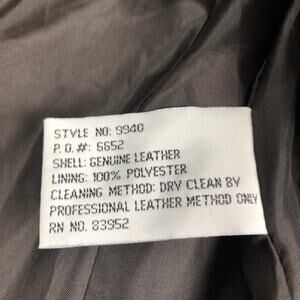 STYLE NO: 9940
P.O.#: 6652
SHELL: GENUINE LEATHER
LINING: 100% POLYESTER
CLEANING METHOD: DRY CLEAN BY
PROFESSIONAL LEATHER METHOD ONLY
RN NO. 83952